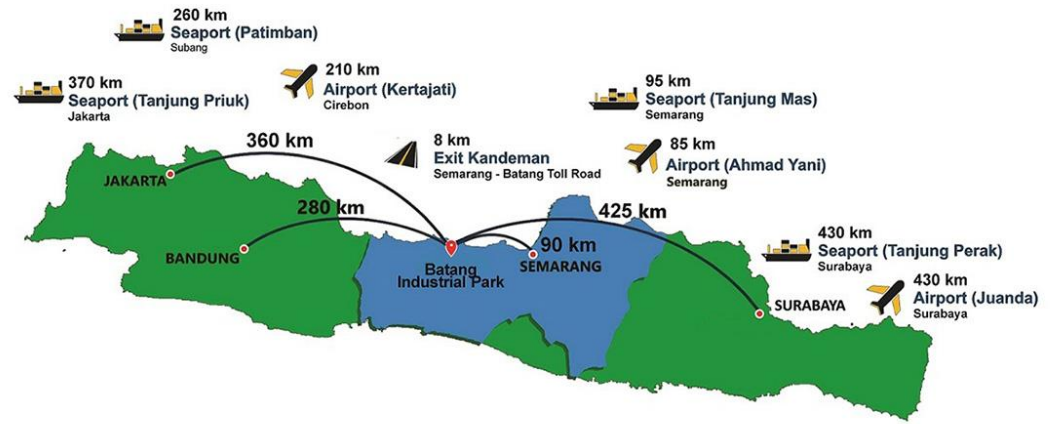 260 km
Seaport (Patimban)
Subang
370 km
Seaport (Tanjung Priuk)
Jakarta
210 km
Airport (Kertajati)
Cirebon
8 km
Exit Kandeman
Semarang - Batang Toll Road
95 km
Seaport (Tanjung Mas)
Semarang
85 km
Airport (Ahmad Yani)
Semarang
360 km
JAKARTA
280 km
BANDUNG
Batang
Industrial Park
90 km
SEMARANG
425 km
SURABAYA
430 km
Seaport (Tanjung Perak)
Surabaya
430 km
Airport (Juanda)
Surabaya